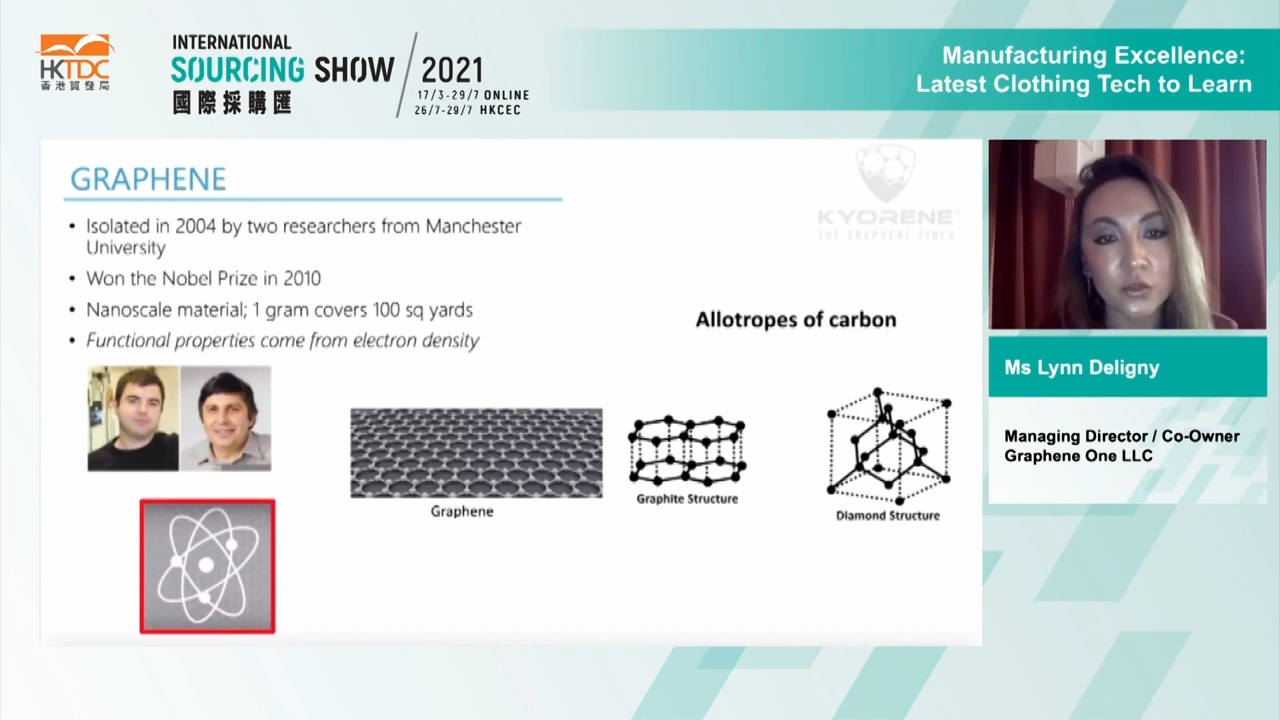 HKTDC
香港貿發局
INTERNATIONAL
SOURCING SHOW
國際採購匯
2021
17/3-29/7 ONLINE
26/7-29/7 HKCEC
Manufacturing Excellence:
Latest Clothing Tech to Learn
GRAPHENE
• Isolated in 2004 by two researchers from Manchester
University
• Won the Nobel Prize in 2010
• Nanoscale material; 1 gram covers 100 sq yards
• Functional properties come from electron density
KYORENE
THE GRAPHENE FIBER
Allotropes of carbon
Graphene
Graphite Structure
Diamond Structure
Ms Lynn Deligny
Managing Director / Co-Owner
Graphene One LLC